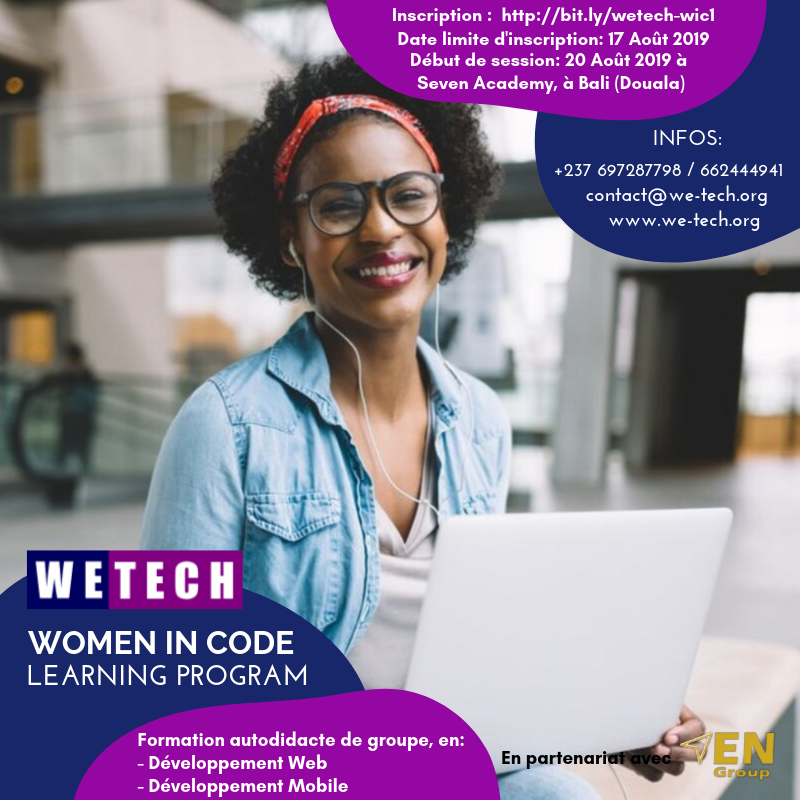 Inscription : http://bit.ly/wetech-wic1
Date limite d'inscription: 17 Août 2019
Début de session: 20 Août 2019 à
Seven Academy, à Bali (Douala)
INFOS:
+237 697287798 / 662444941
contact@we-tech.org
www.we-tech.org
WETECH
WOMEN IN CODE
LEARNING PROGRAM
Formation autodidacte de groupe, en:
- Développement Web
- Développement Mobile
En partenariat avec
7EN
Group